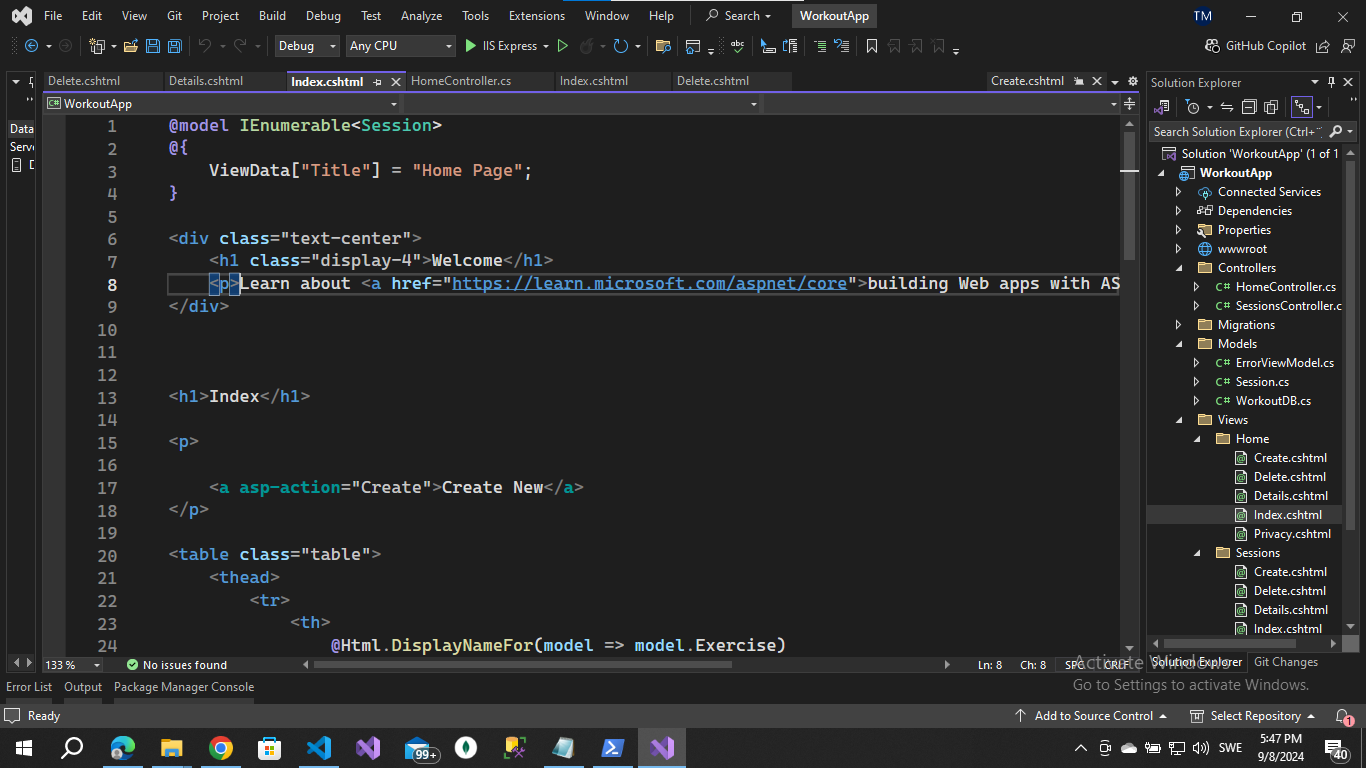 File Edit View Git Project Build Debug Test Analyze Tools Extensions Window Help Search WorkoutApp TM
Debug Any CPU IIS Express GitHub Copilot
Delete.cshtml Details.cshtml Index.cshtml HomeController.cs Index.cshtml Delete.cshtml Create.cshtml
WorkoutApp
1 @model IEnumerable<Session>
2 @{
3 ViewData["Title"] = "Home Page";
4 }
5
6 <div class="text-center">
7 <h1 class="display-4">Welcome</h1>
8 <p>Learn about <a href="https://learn.microsoft.com/aspnet/core">building Web apps with AS
9 </div>
10
11
12
13 <h1>Index</h1>
14
15 <p>
16
17 <a asp-action="Create">Create New</a>
18 </p>
19
20 <table class="table">
21 <thead>
22 <tr>
23 <th>
24 @Html.DisplayNameFor(model => model.Exercise)
133 % No issues found Ln: 8 Ch: 8 SPC CRLF
Data
Serv
Solution Explorer
Search Solution Explorer (Ctrl+
Solution 'WorkoutApp' (1 of 1
WorkoutApp
Connected Services
Dependencies
Properties
wwwroot
Controllers
C# HomeController.cs
C# SessionsController.c
Migrations
Models
C# ErrorViewModel.cs
C# Session.cs
C# WorkoutDB.cs
Views
Home
Create.cshtml
Delete.cshtml
Details.cshtml
Index.cshtml
Privacy.cshtml
Sessions
Create.cshtml
Delete.cshtml
Details.cshtml
Index.cshtml
Solution Explorer Git Changes
Activate Windows
Go to Settings to activate Windows.
Error List Output Package Manager Console
Ready Add to Source Control Select Repository 1
99+ SWE 5:47 PM
9/8/2024 40